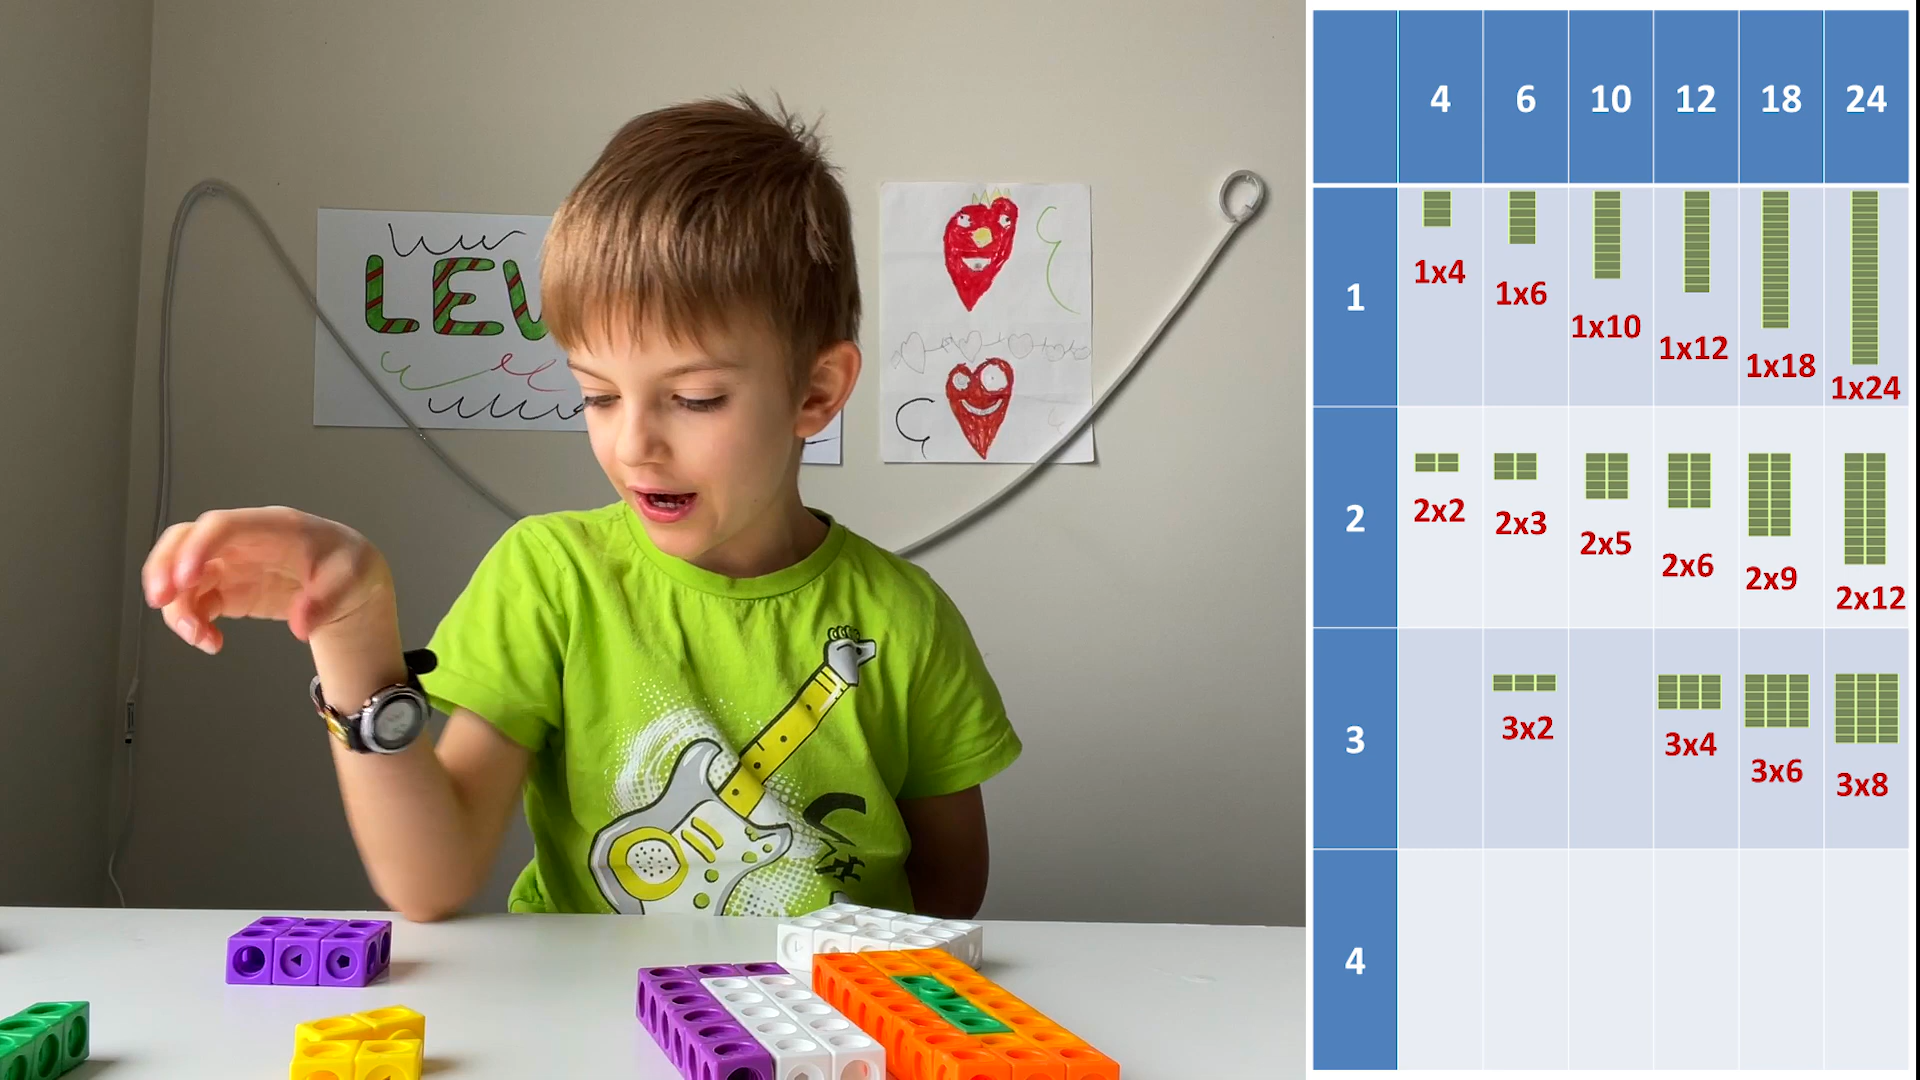 LEV
4 6 10 12 18 24
1 1x4 1x6 1x10 1x12 1x18 1x24
2 2x2 2x3 2x5 2x6 2x9 2x12
3 3x2 3x4 3x6 3x8
4